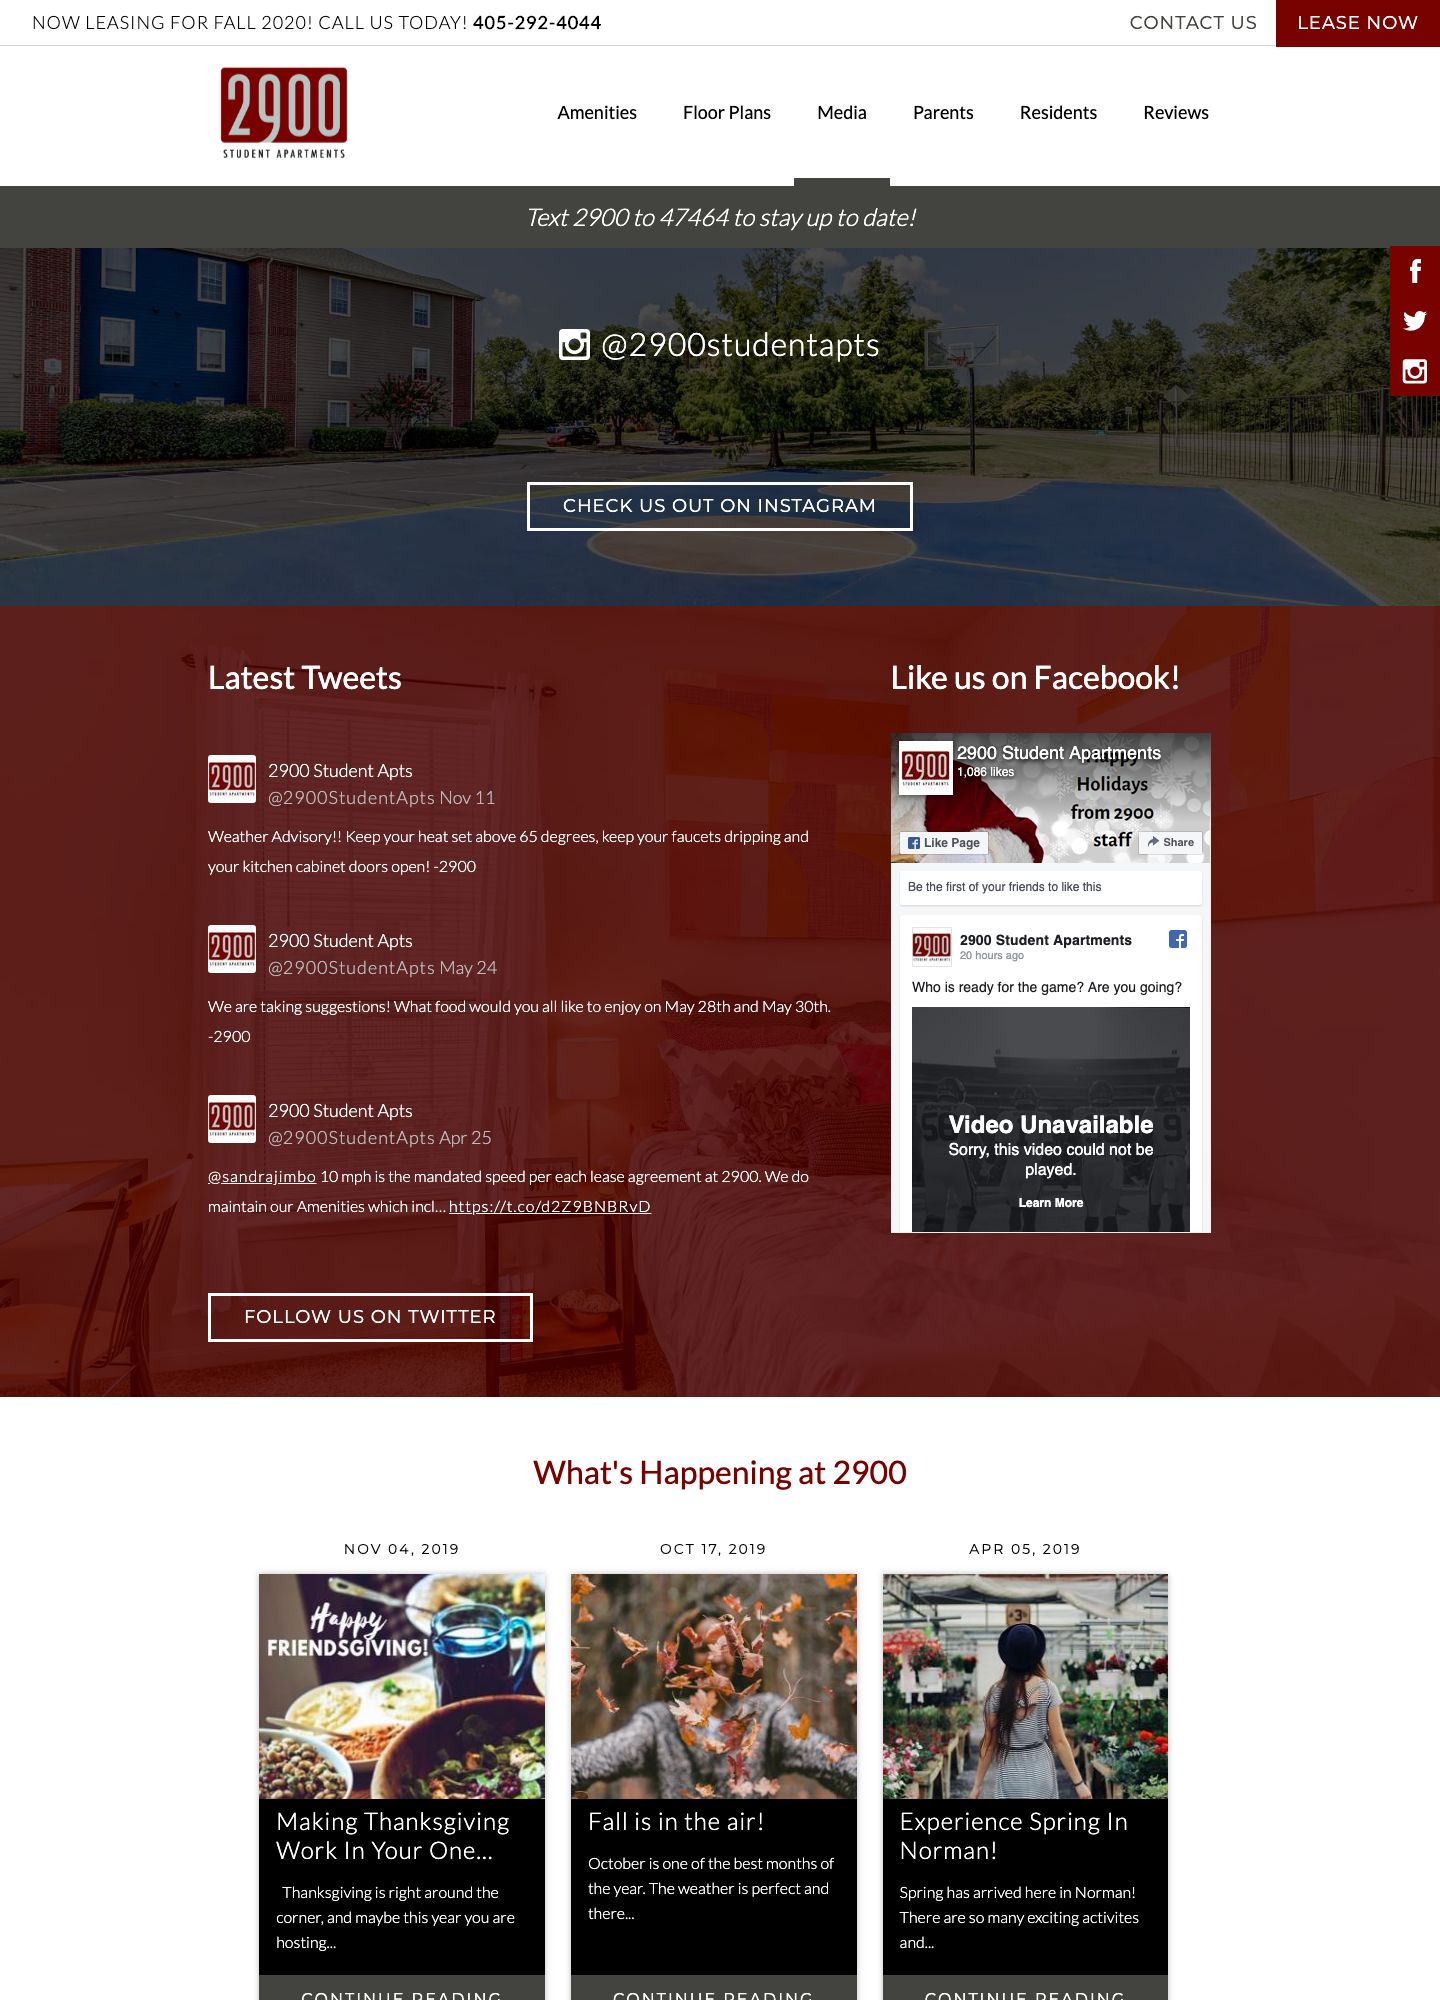 NOW LEASING FOR FALL 2020! CALL US TODAY! 405-292-4044
CONTACT US
LEASE NOW
2900
STUDENT APARTMENTS
Amenities
Floor Plans
Media
Parents
Residents
Reviews
Text 2900 to 47464 to stay up to date!
@2900studentapts
CHECK US OUT ON INSTAGRAM
Latest Tweets
2900
2900 Student Apts
@2900StudentApts Nov 11
Weather Advisory!! Keep your heat set above 65 degrees, keep your faucets dripping and
your kitchen cabinet doors open! -2900
2900
2900 Student Apts
@2900StudentApts May 24
We are taking suggestions! What food would you all like to enjoy on May 28th and May 30th.
-2900
2900
2900 Student Apts
@2900StudentApts Apr 25
@sandrajimbo 10 mph is the mandated speed per each lease agreement at 2900. We do
maintain our Amenities which incl... https://t.co/d2Z9BNBRvD
FOLLOW US ON TWITTER
Like us on Facebook!
2900
2900 Student Apartments
1,086 likes
Happy
Holidays
from 2900
staff
Like Page
Share
Be the first of your friends to like this
2900
2900 Student Apartments
20 hours ago
Who is ready for the game? Are you going?
Video Unavailable
Sorry, this video could not be
played.
Learn More
What's Happening at 2900
NOV 04, 2019
Happy
FRIENDSGIVING!
Making Thanksgiving
Work In Your One...
Thanksgiving is right around the
corner, and maybe this year you are
hosting...
CONTINUE READING
OCT 17, 2019
Fall is in the air!
October is one of the best months of
the year. The weather is perfect and
there...
CONTINUE READING
APR 05, 2019
3
Experience Spring In
Norman!
Spring has arrived here in Norman!
There are so many exciting activites
and...
CONTINUE READING